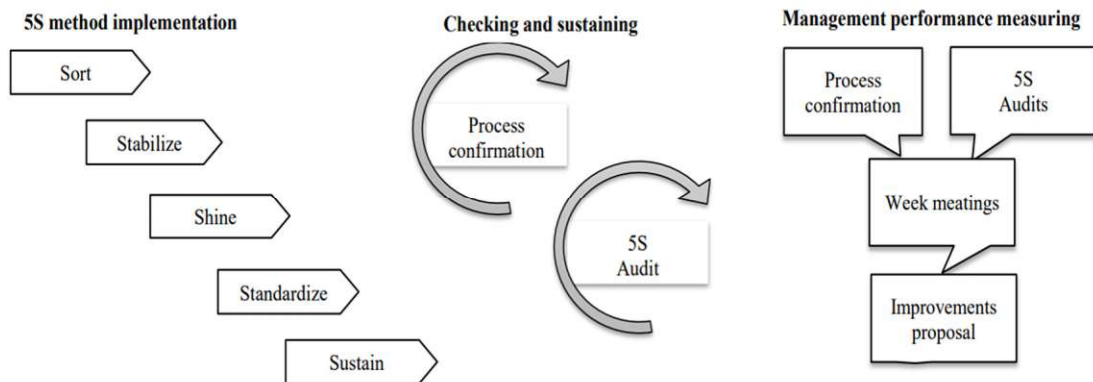 5S method implementation
Sort
Stabilize
Shine
Standardize
Sustain
Checking and sustaining
Process
confirmation
5S
Audit
Management performance measuring
Process
confirmation
5S
Audits
Week meatings
Improvements
proposal